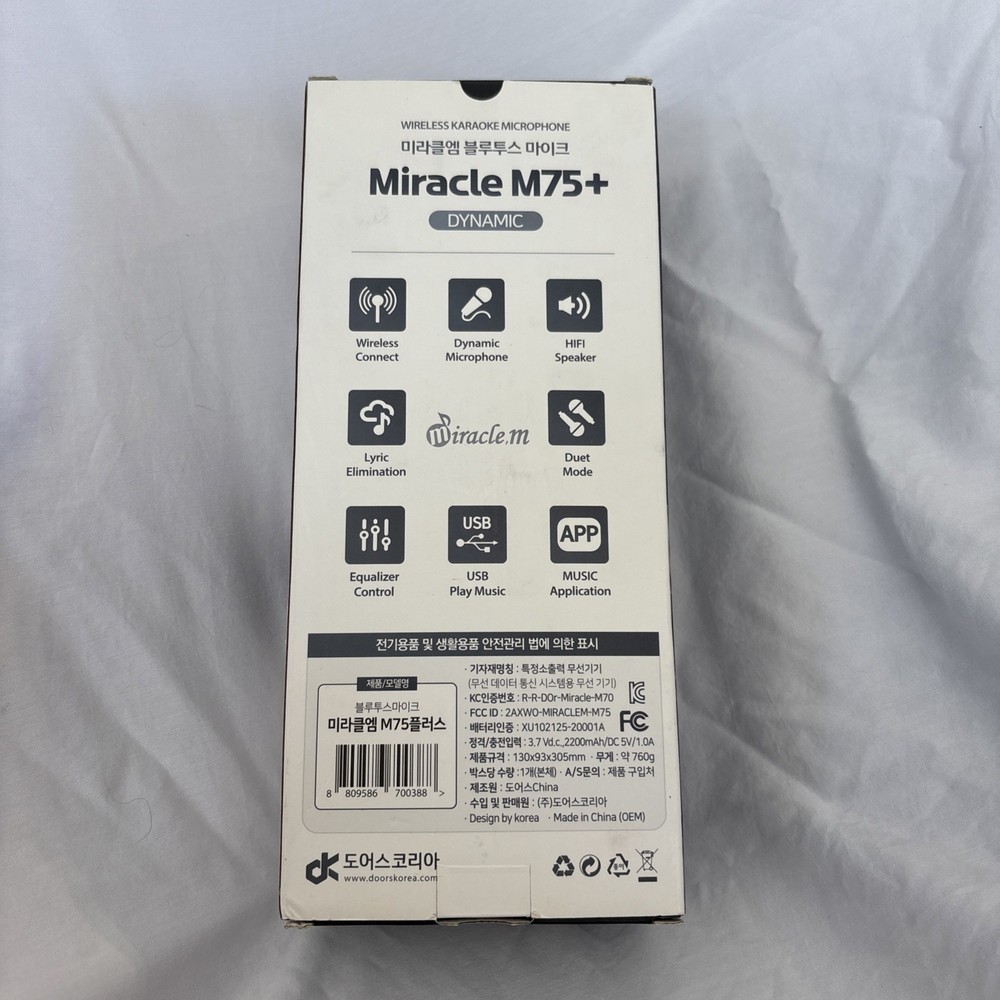 WIRELESS KARAOKE MICROPHONE
미라클엠 블루투스 마이크
Miracle M75+
DYNAMIC
Wireless
Connect
Dynamic
Microphone
HIFI
Speaker
Lyric
Elimination
Miracle.m
Duet
Mode
Equalizer
Control
USB
USB
Play Music
APP
MUSIC
Application
전기용품 및 생활용품 안전관리 법에 의한 표시
제품/모델명
블루투스마이크
미라클엠 M75플러스
8 809586 700388 >
· 기자재명칭 : 특정소출력 무선기기
(무선 데이터 통신 시스템용 무선 기기)
· KC인증번호 : R-R-DOr-Miracle-M70
· FCC ID : 2AXWO-MIRACLEM-M75
· 배터리인증 : XU102125-20001A
· 정격/충전입력 : 3.7 Vd.c.,2200mAh/DC 5V/1.0A
· 제품규격 : 130x93x305mm · 무게 : 약 760g
· 박스당 수량 :1개(본체) · A/S문의 : 제품 구입처
· 제조원 : 도어스China
· 수입 및 판매원 : (주)도어스코리아
· Design by korea · Made in China (OEM)
KC
FC
dk 도어스코리아
www.doorskorea.com